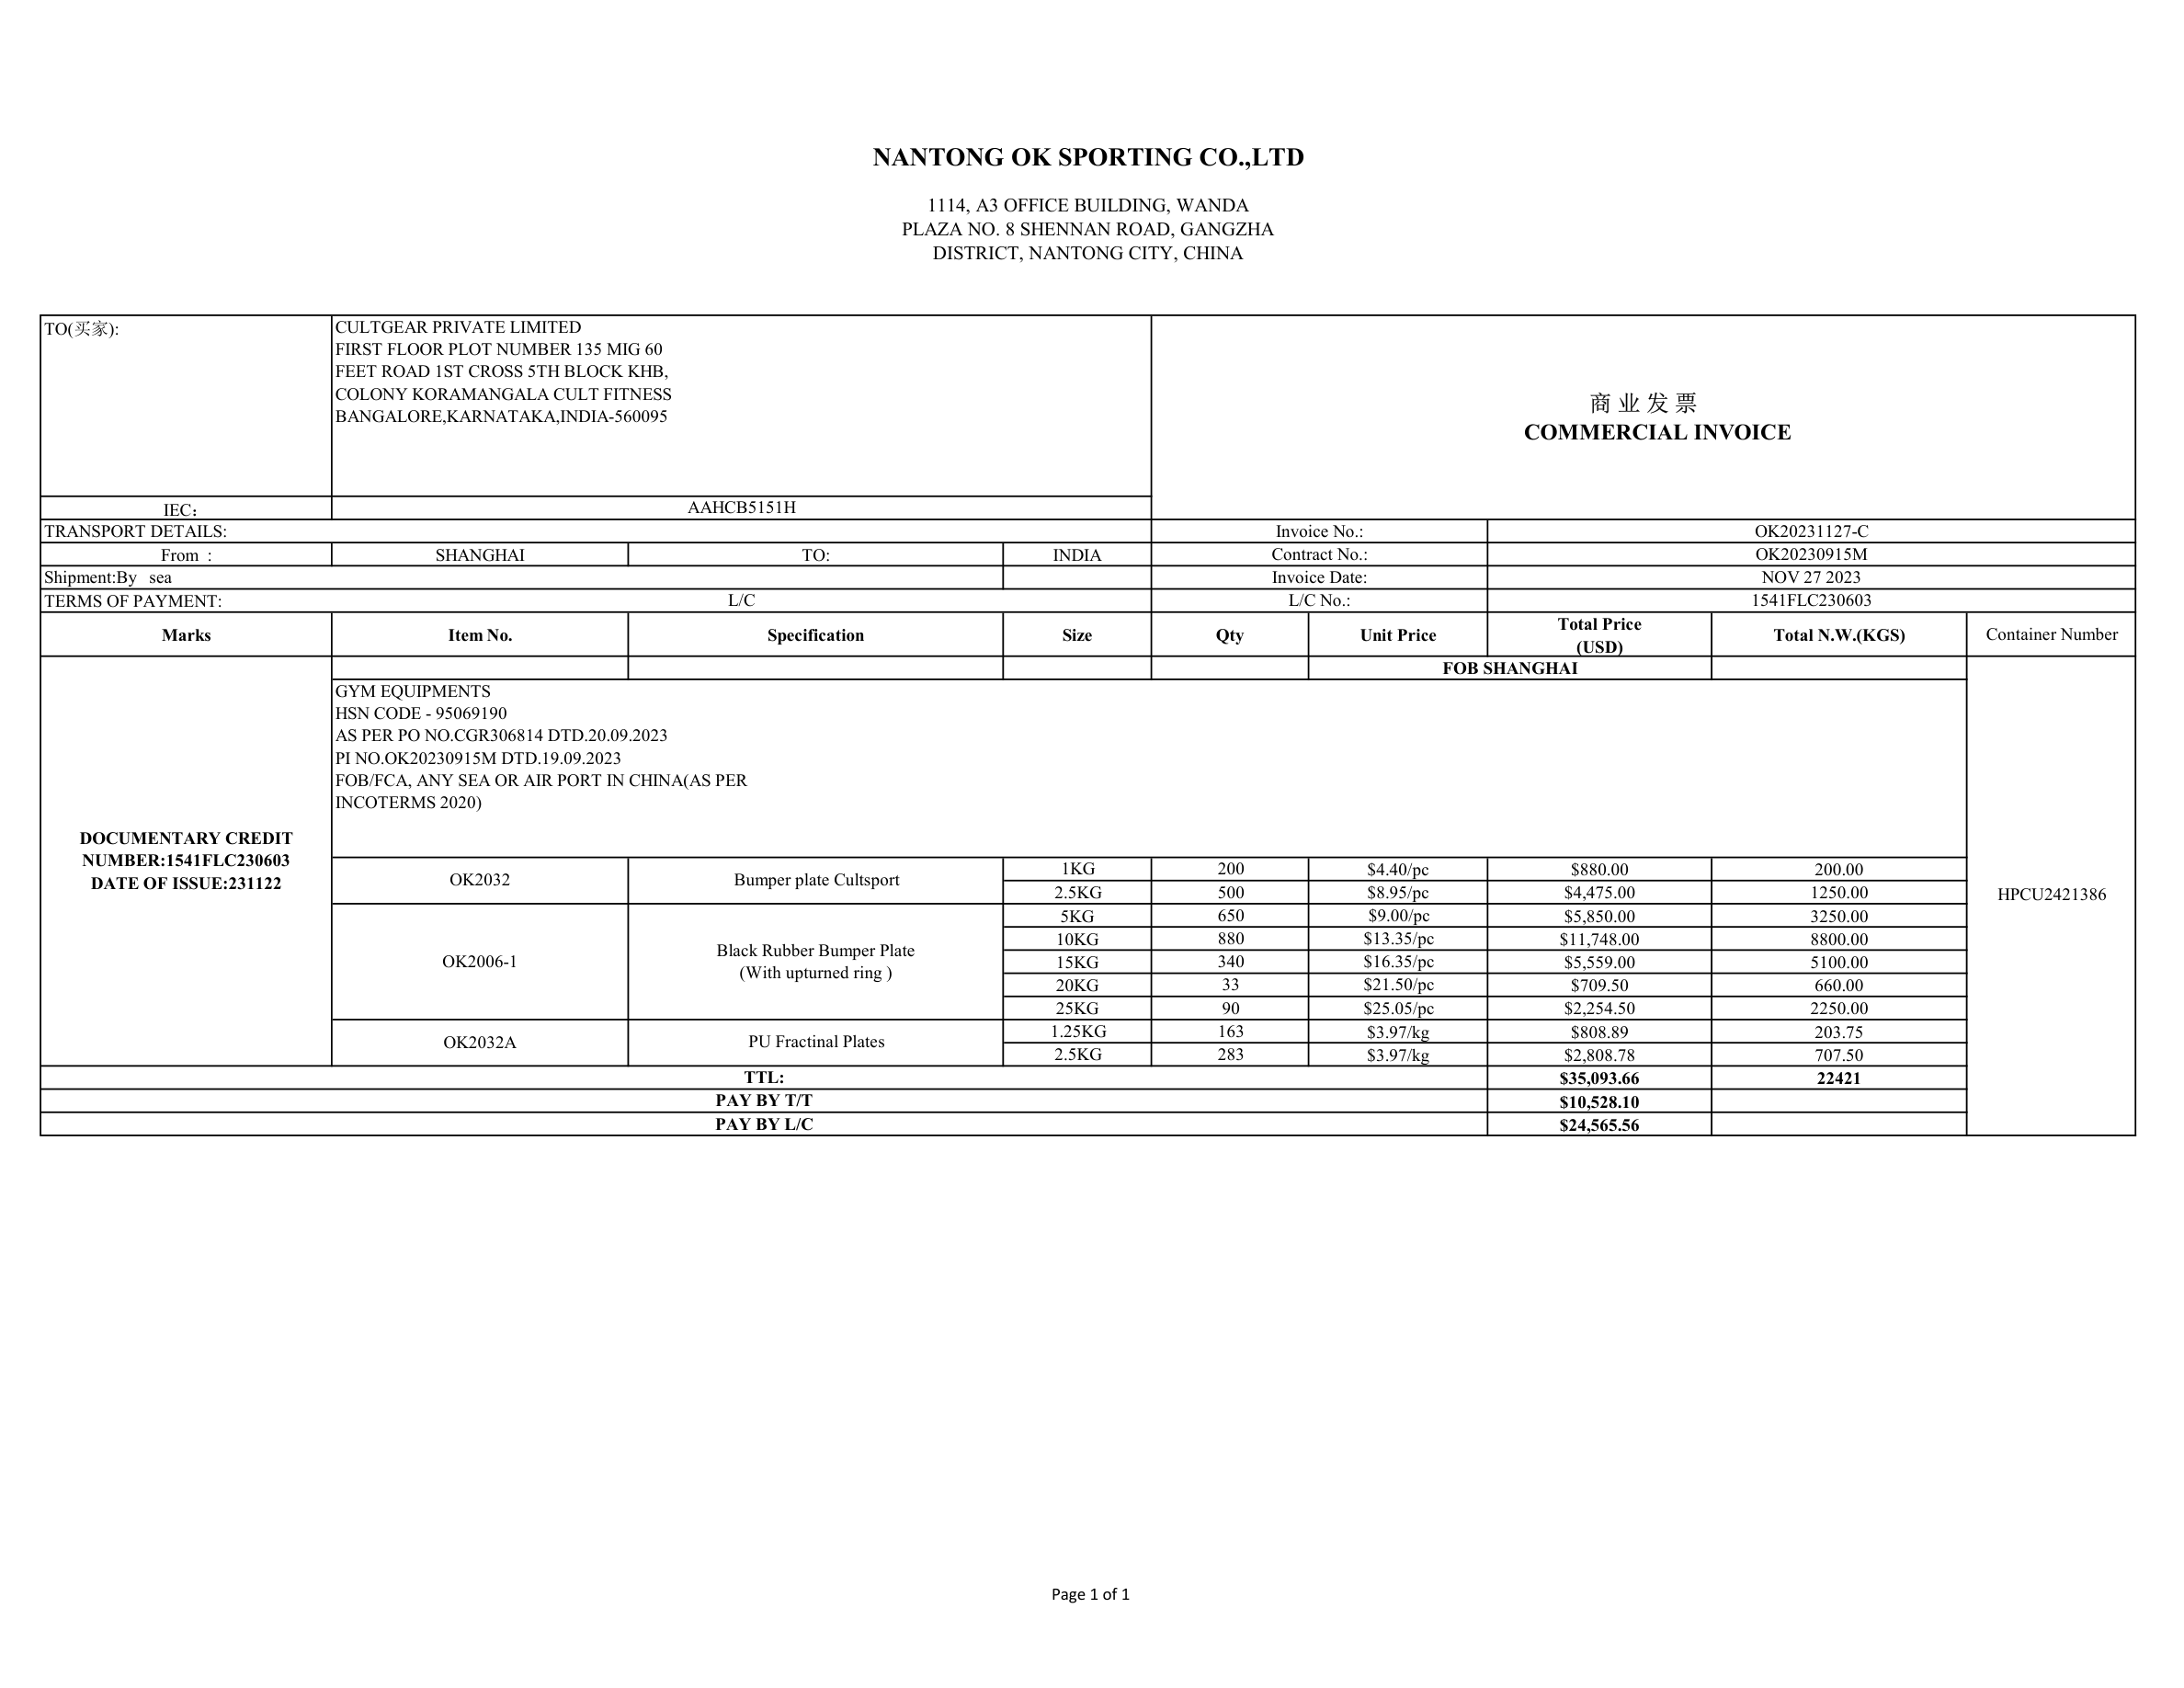 NANTONG OK SPORTING CO.,LTD
1114, A3 OFFICE BUILDING, WANDA
PLAZA NO. 8 SHENNAN ROAD, GANGZHA
DISTRICT, NANTONG CITY, CHINA
TO(买家):
CULTGEAR PRIVATE LIMITED
FIRST FLOOR PLOT NUMBER 135 MIG 60
FEET ROAD 1ST CROSS 5TH BLOCK KHB,
COLONY KORAMANGALA CULT FITNESS
BANGALORE,KARNATAKA,INDIA-560095
商 业 发 票
COMMERCIAL INVOICE
IEC： AAHCB5151H
TRANSPORT DETAILS: Invoice No.: OK20231127-C
From : SHANGHAI TO: INDIA Contract No.: OK20230915M
Shipment:By sea Invoice Date: NOV 27 2023
TERMS OF PAYMENT: L/C L/C No.: 1541FLC230603
Marks Item No. Specification Size Qty Unit Price Total Price (USD) Total N.W.(KGS) Container Number
FOB SHANGHAI
GYM EQUIPMENTS
HSN CODE - 95069190
AS PER PO NO.CGR306814 DTD.20.09.2023
PI NO.OK20230915M DTD.19.09.2023
FOB/FCA, ANY SEA OR AIR PORT IN CHINA(AS PER
INCOTERMS 2020)
DOCUMENTARY CREDIT
NUMBER:1541FLC230603
DATE OF ISSUE:231122
OK2032 Bumper plate Cultsport 1KG 200 $4.40/pc $880.00 200.00
2.5KG 500 $8.95/pc $4,475.00 1250.00
HPCU2421386
OK2006-1 Black Rubber Bumper Plate
(With upturned ring )
5KG 650 $9.00/pc $5,850.00 3250.00
10KG 880 $13.35/pc $11,748.00 8800.00
15KG 340 $16.35/pc $5,559.00 5100.00
20KG 33 $21.50/pc $709.50 660.00
25KG 90 $25.05/pc $2,254.50 2250.00
OK2032A PU Fractinal Plates 1.25KG 163 $3.97/kg $808.89 203.75
2.5KG 283 $3.97/kg $2,808.78 707.50
TTL: $35,093.66 22421
PAY BY T/T $10,528.10
PAY BY L/C $24,565.56
Page 1 of 1